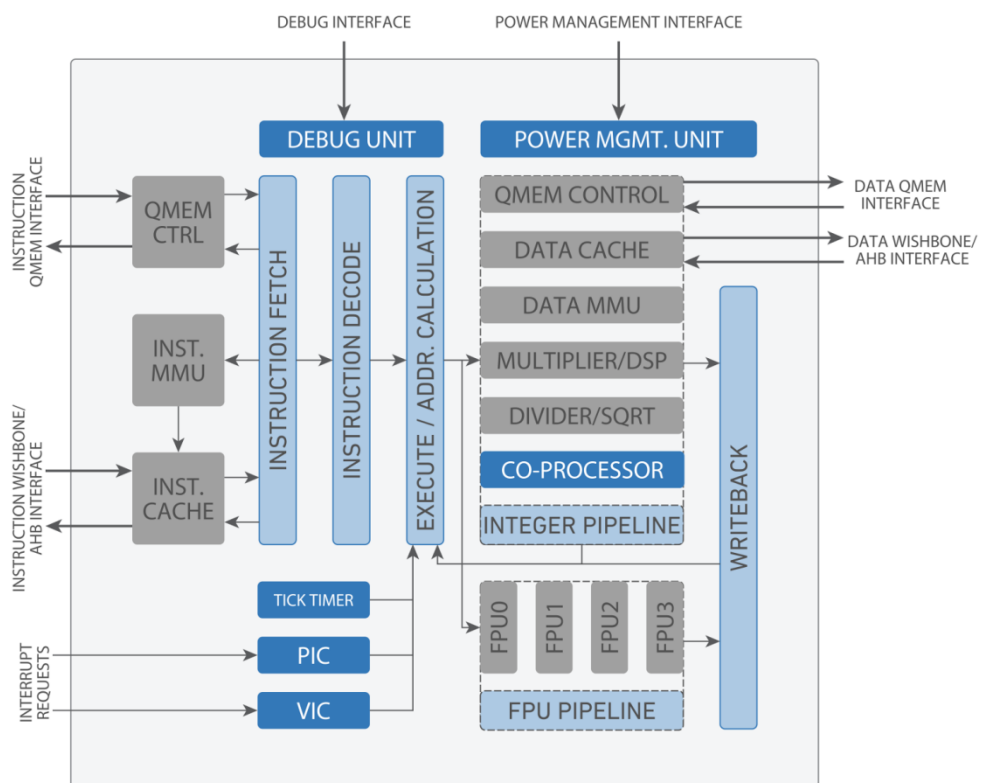 DEBUG INTERFACE
POWER MANAGEMENT INTERFACE
DEBUG UNIT
POWER MGMT. UNIT
INSTRUCTION
QMEM INTERFACE
QMEM
CTRL
INST.
MMU
INSTRUCTION WISHBONE/
AHB INTERFACE
INST.
CACHE
INSTRUCTION FETCH
INSTRUCTION DECODE
EXECUTE / ADDR. CALCULATION
QMEM CONTROL
DATA CACHE
DATA MMU
MULTIPLIER/DSP
DIVIDER/SQRT
CO-PROCESSOR
INTEGER PIPELINE
DATA QMEM
INTERFACE
DATA WISHBONE/
AHB INTERFACE
WRITEBACK
TICK TIMER
PIC
VIC
INTERRUPT
REQUESTS
FPU0
FPU1
FPU2
FPU3
FPU PIPELINE